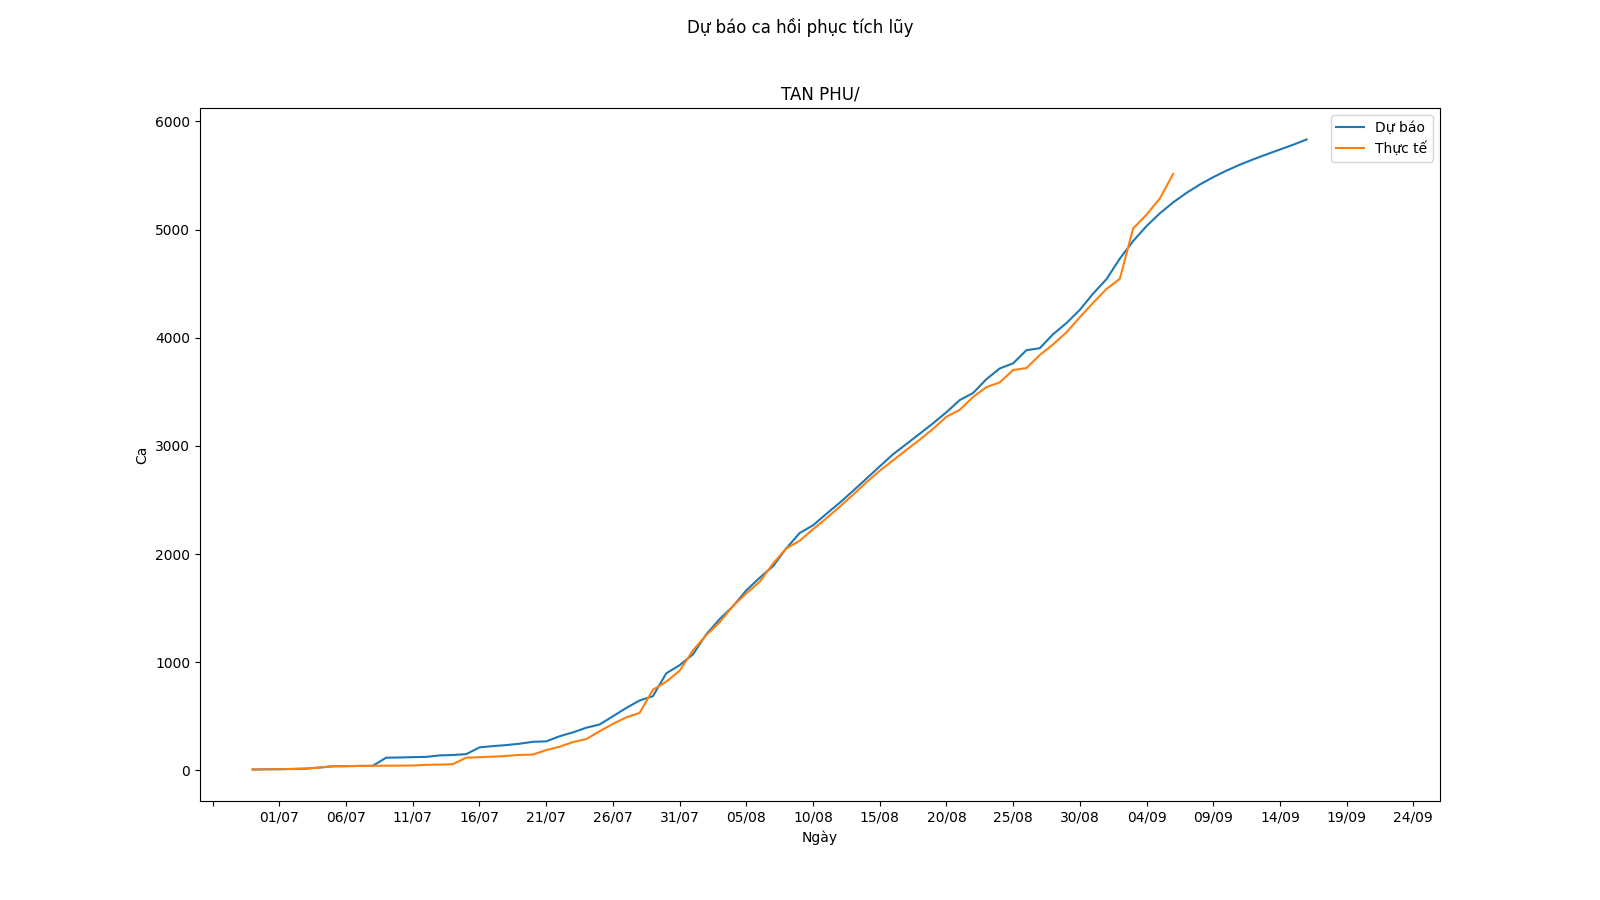 Dự báo ca hồi phục tích lũy
TAN PHU/
Dự báo
Thực tế
6000
5000
4000
3000
2000
1000
0
Ca
01/07 06/07 11/07 16/07 21/07 26/07 31/07 05/08 10/08 15/08 20/08 25/08 30/08 04/09 09/09 14/09 19/09 24/09
Ngày